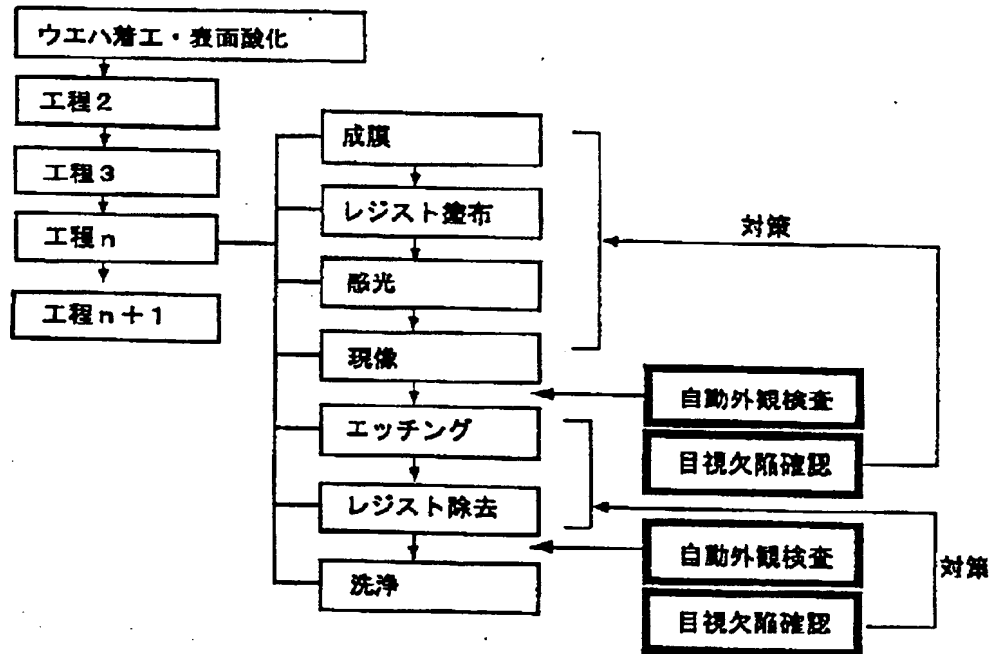 ウエハ着工・表面酸化
工程2
工程3
工程n
工程n+1
成膜
レジスト塗布
感光
現像
エッチング
レジスト除去
洗浄
対策
自動外観検査
目視欠陥確認
自動外観検査
目視欠陥確認
対策